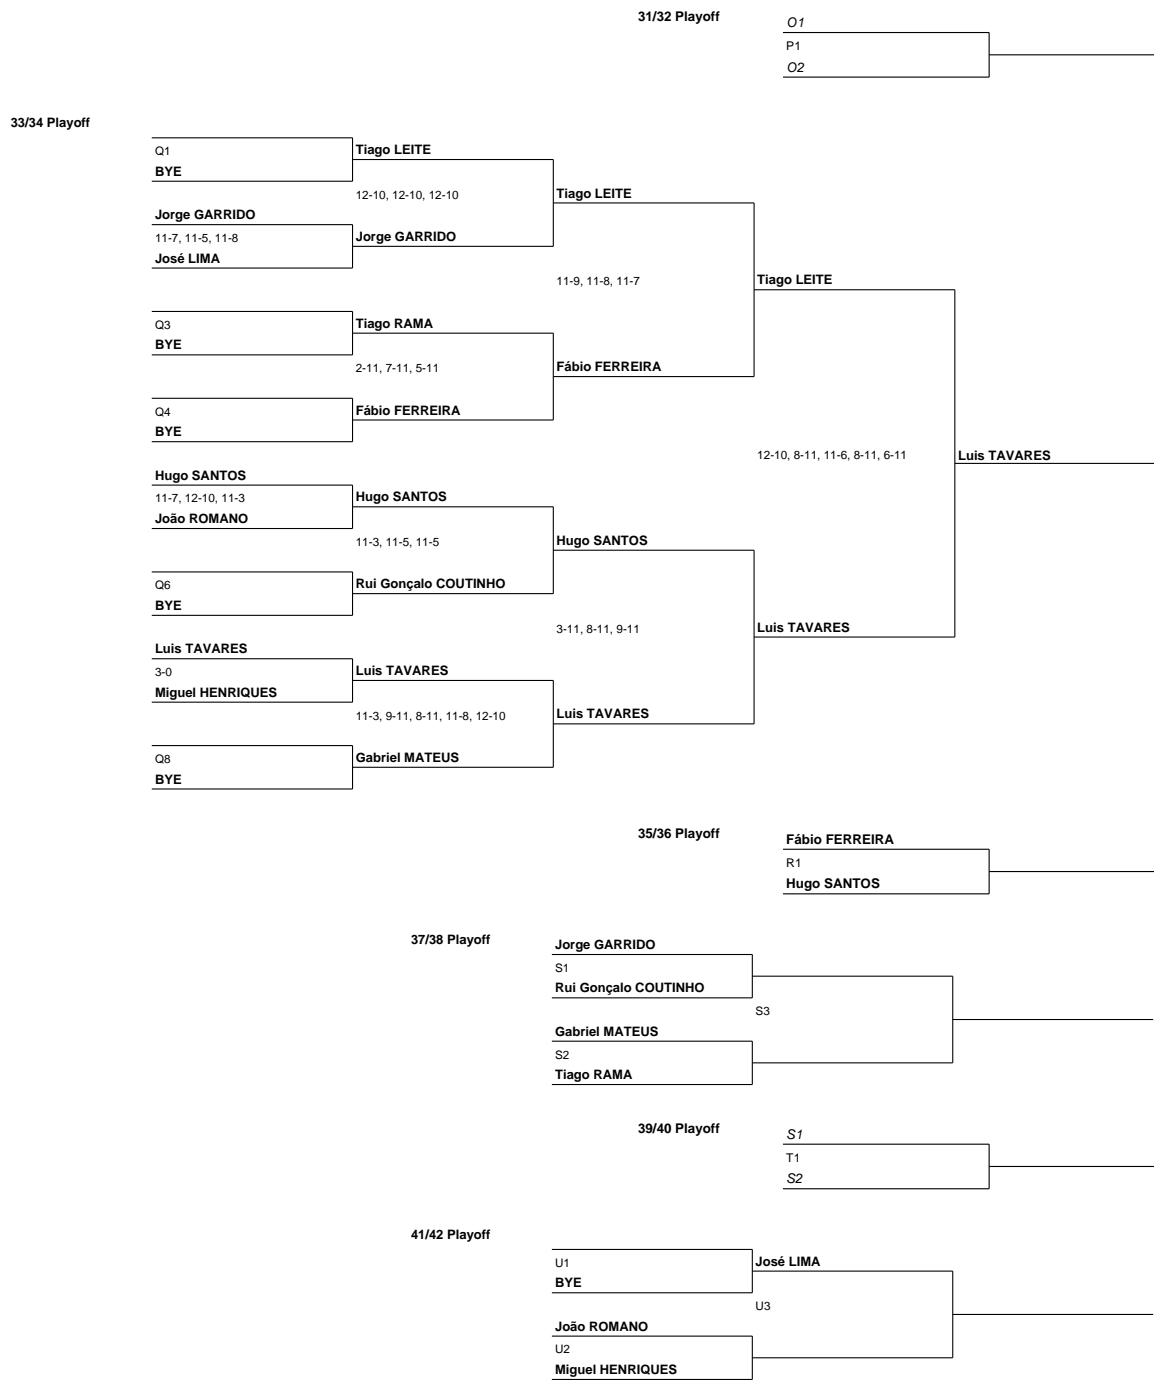 31/32 Playoff
O1
P1
O2
33/34 Playoff
Q1
BYE
Tiago LEITE
12-10, 12-10, 12-10
Tiago LEITE
Jorge GARRIDO
11-7, 11-5, 11-8
José LIMA
Jorge GARRIDO
11-9, 11-8, 11-7
Tiago LEITE
Q3
BYE
Tiago RAMA
2-11, 7-11, 5-11
Fábio FERREIRA
Q4
BYE
Fábio FERREIRA
12-10, 8-11, 11-6, 8-11, 6-11
Luis TAVARES
Hugo SANTOS
11-7, 12-10, 11-3
João ROMANO
Hugo SANTOS
11-3, 11-5, 11-5
Hugo SANTOS
Q6
BYE
Rui Gonçalo COUTINHO
3-11, 8-11, 9-11
Luis TAVARES
Luis TAVARES
3-0
Miguel HENRIQUES
Luis TAVARES
11-3, 9-11, 8-11, 11-8, 12-10
Luis TAVARES
Q8
BYE
Gabriel MATEUS
35/36 Playoff
Fábio FERREIRA
R1
Hugo SANTOS
37/38 Playoff
Jorge GARRIDO
S1
Rui Gonçalo COUTINHO
S3
Gabriel MATEUS
S2
Tiago RAMA
39/40 Playoff
S1
T1
S2
41/42 Playoff
U1
BYE
José LIMA
U3
João ROMANO
U2
Miguel HENRIQUES